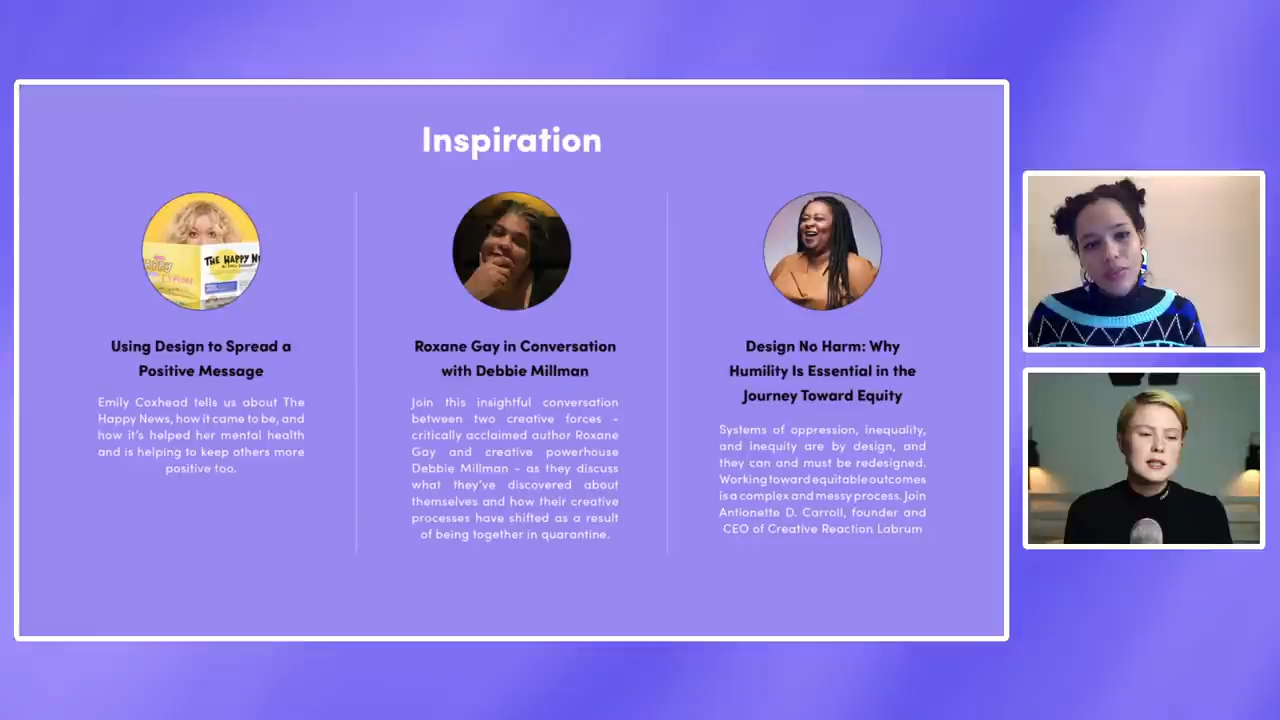 Inspiration
THE HAPPY N
Using Design to Spread a
Positive Message
Emily Coxhead tells us about The
Happy News, how it came to be, and
how it's helped her mental health
and is helping to keep others more
positive too.
Roxane Gay in Conversation
with Debbie Millman
Join this insightful conversation
between two creative forces -
critically acclaimed author Roxane
Gay and creative powerhouse
Debbie Millman - as they discuss
what they've discovered about
themselves and how their creative
processes have shifted as a result
of being together in quarantine.
Design No Harm: Why
Humility Is Essential in the
Journey Toward Equity
Systems of oppression, inequality,
and inequity are by design, and
they can and must be redesigned.
Working toward equitable outcomes
is a complex and messy process. Join
Antionette D. Carroll, founder and
CEO of Creative Reaction Labrum